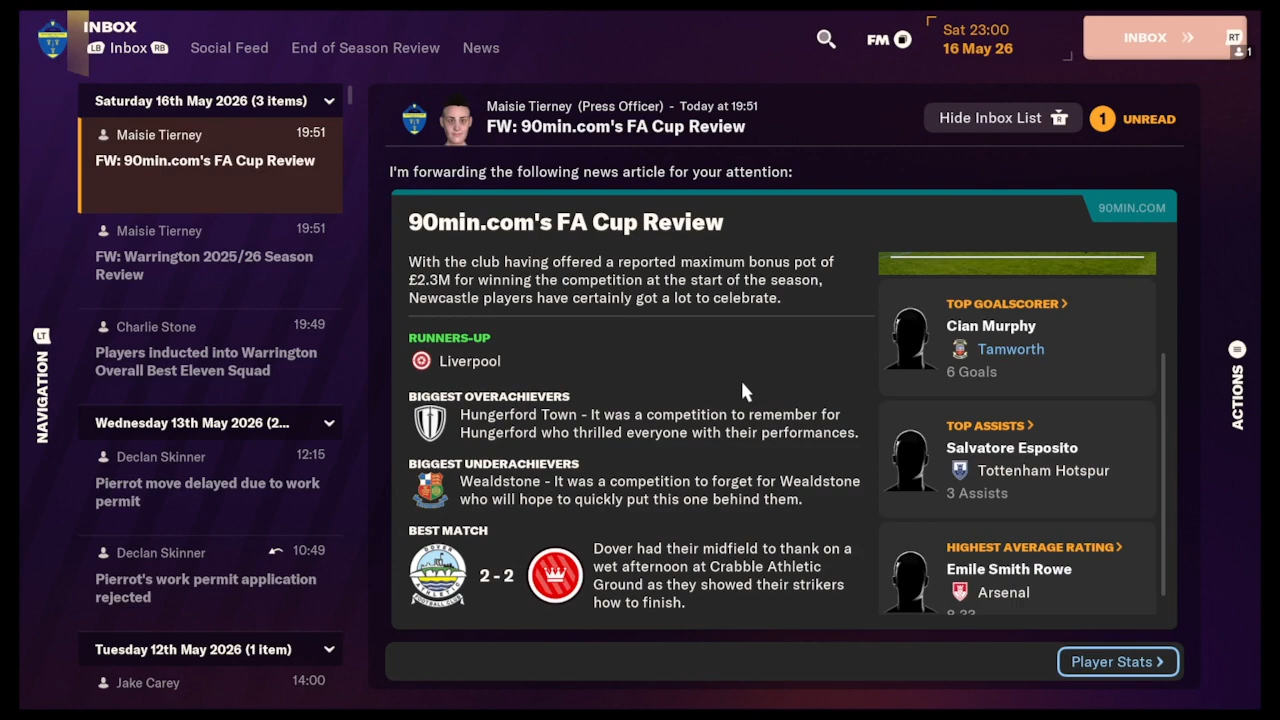 INBOX
LB Inbox RB
Social Feed
End of Season Review
News
FM
Sat 23:00
16 May 26
INBOX
RT
1
Saturday 16th May 2026 (3 items)
Maisie Tierney 19:51
FW: 90min.com's FA Cup Review
Maisie Tierney 19:51
FW: Warrington 2025/26 Season
Review
Charlie Stone 19:49
Players inducted into Warrington
Overall Best Eleven Squad
Wednesday 13th May 2026 (2...
Declan Skinner 12:15
Pierrot move delayed due to work
permit
Declan Skinner 10:49
Pierrot's work permit application
rejected
Tuesday 12th May 2026 (1 item)
Jake Carey 14:00
LT
NAVIGATION
Maisie Tierney (Press Officer) - Today at 19:51
FW: 90min.com's FA Cup Review
Hide Inbox List R
1 UNREAD
I'm forwarding the following news article for your attention:
90MIN.COM
90min.com's FA Cup Review
With the club having offered a reported maximum bonus pot of
£2.3M for winning the competition at the start of the season,
Newcastle players have certainly got a lot to celebrate.
RUNNERS-UP
Liverpool
BIGGEST OVERACHIEVERS
Hungerford Town - It was a competition to remember for
Hungerford who thrilled everyone with their performances.
BIGGEST UNDERACHIEVERS
Wealdstone - It was a competition to forget for Wealdstone
who will hope to quickly put this one behind them.
BEST MATCH
2 - 2
Dover had their midfield to thank on a
wet afternoon at Crabble Athletic
Ground as they showed their strikers
how to finish.
TOP GOALSCORER
Cian Murphy
Tamworth
6 Goals
TOP ASSISTS
Salvatore Esposito
Tottenham Hotspur
3 Assists
HIGHEST AVERAGE RATING
Emile Smith Rowe
Arsenal
Player Stats
ACTIONS